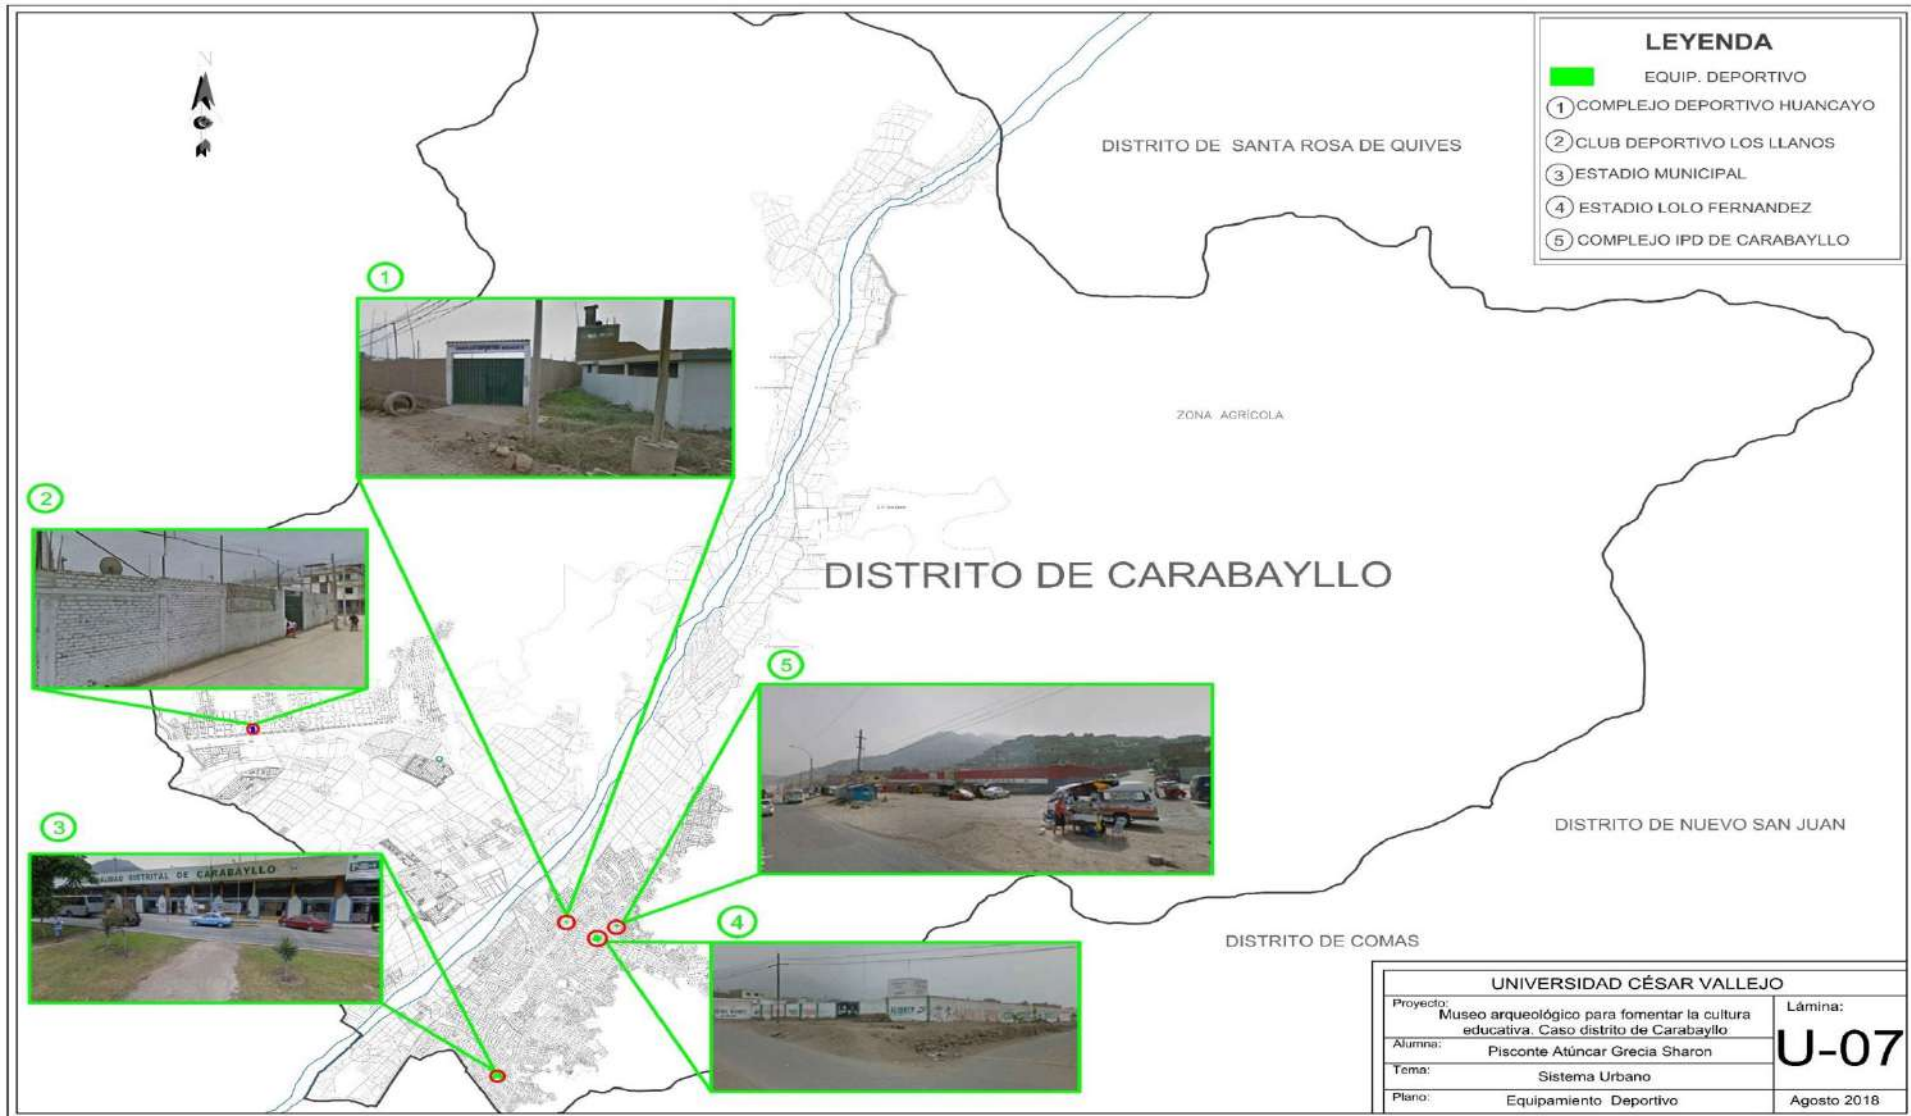 N
LEYENDA
EQUIP. DEPORTIVO
1 COMPLEJO DEPORTIVO HUANCAYO
2 CLUB DEPORTIVO LOS LLANOS
3 ESTADIO MUNICIPAL
4 ESTADIO LOLO FERNANDEZ
5 COMPLEJO IPD DE CARABAYLLO
DISTRITO DE SANTA ROSA DE QUIVES
1
ZONA AGRÍCOLA
2
DISTRITO DE CARABAYLLO
5
3
DISTRITO DE NUEVO SAN JUAN
DISTRITAL DE CARABAYLLO
4
DISTRITO DE COMAS
UNIVERSIDAD CÉSAR VALLEJO
Proyecto:
Museo arqueológico para fomentar la cultura
educativa. Caso distrito de Carabayllo
Lámina:
U-07
Alumna:
Pisconte Atúncar Grecia Sharon
Tema:
Sistema Urbano
Plano:
Equipamiento Deportivo
Agosto 2018